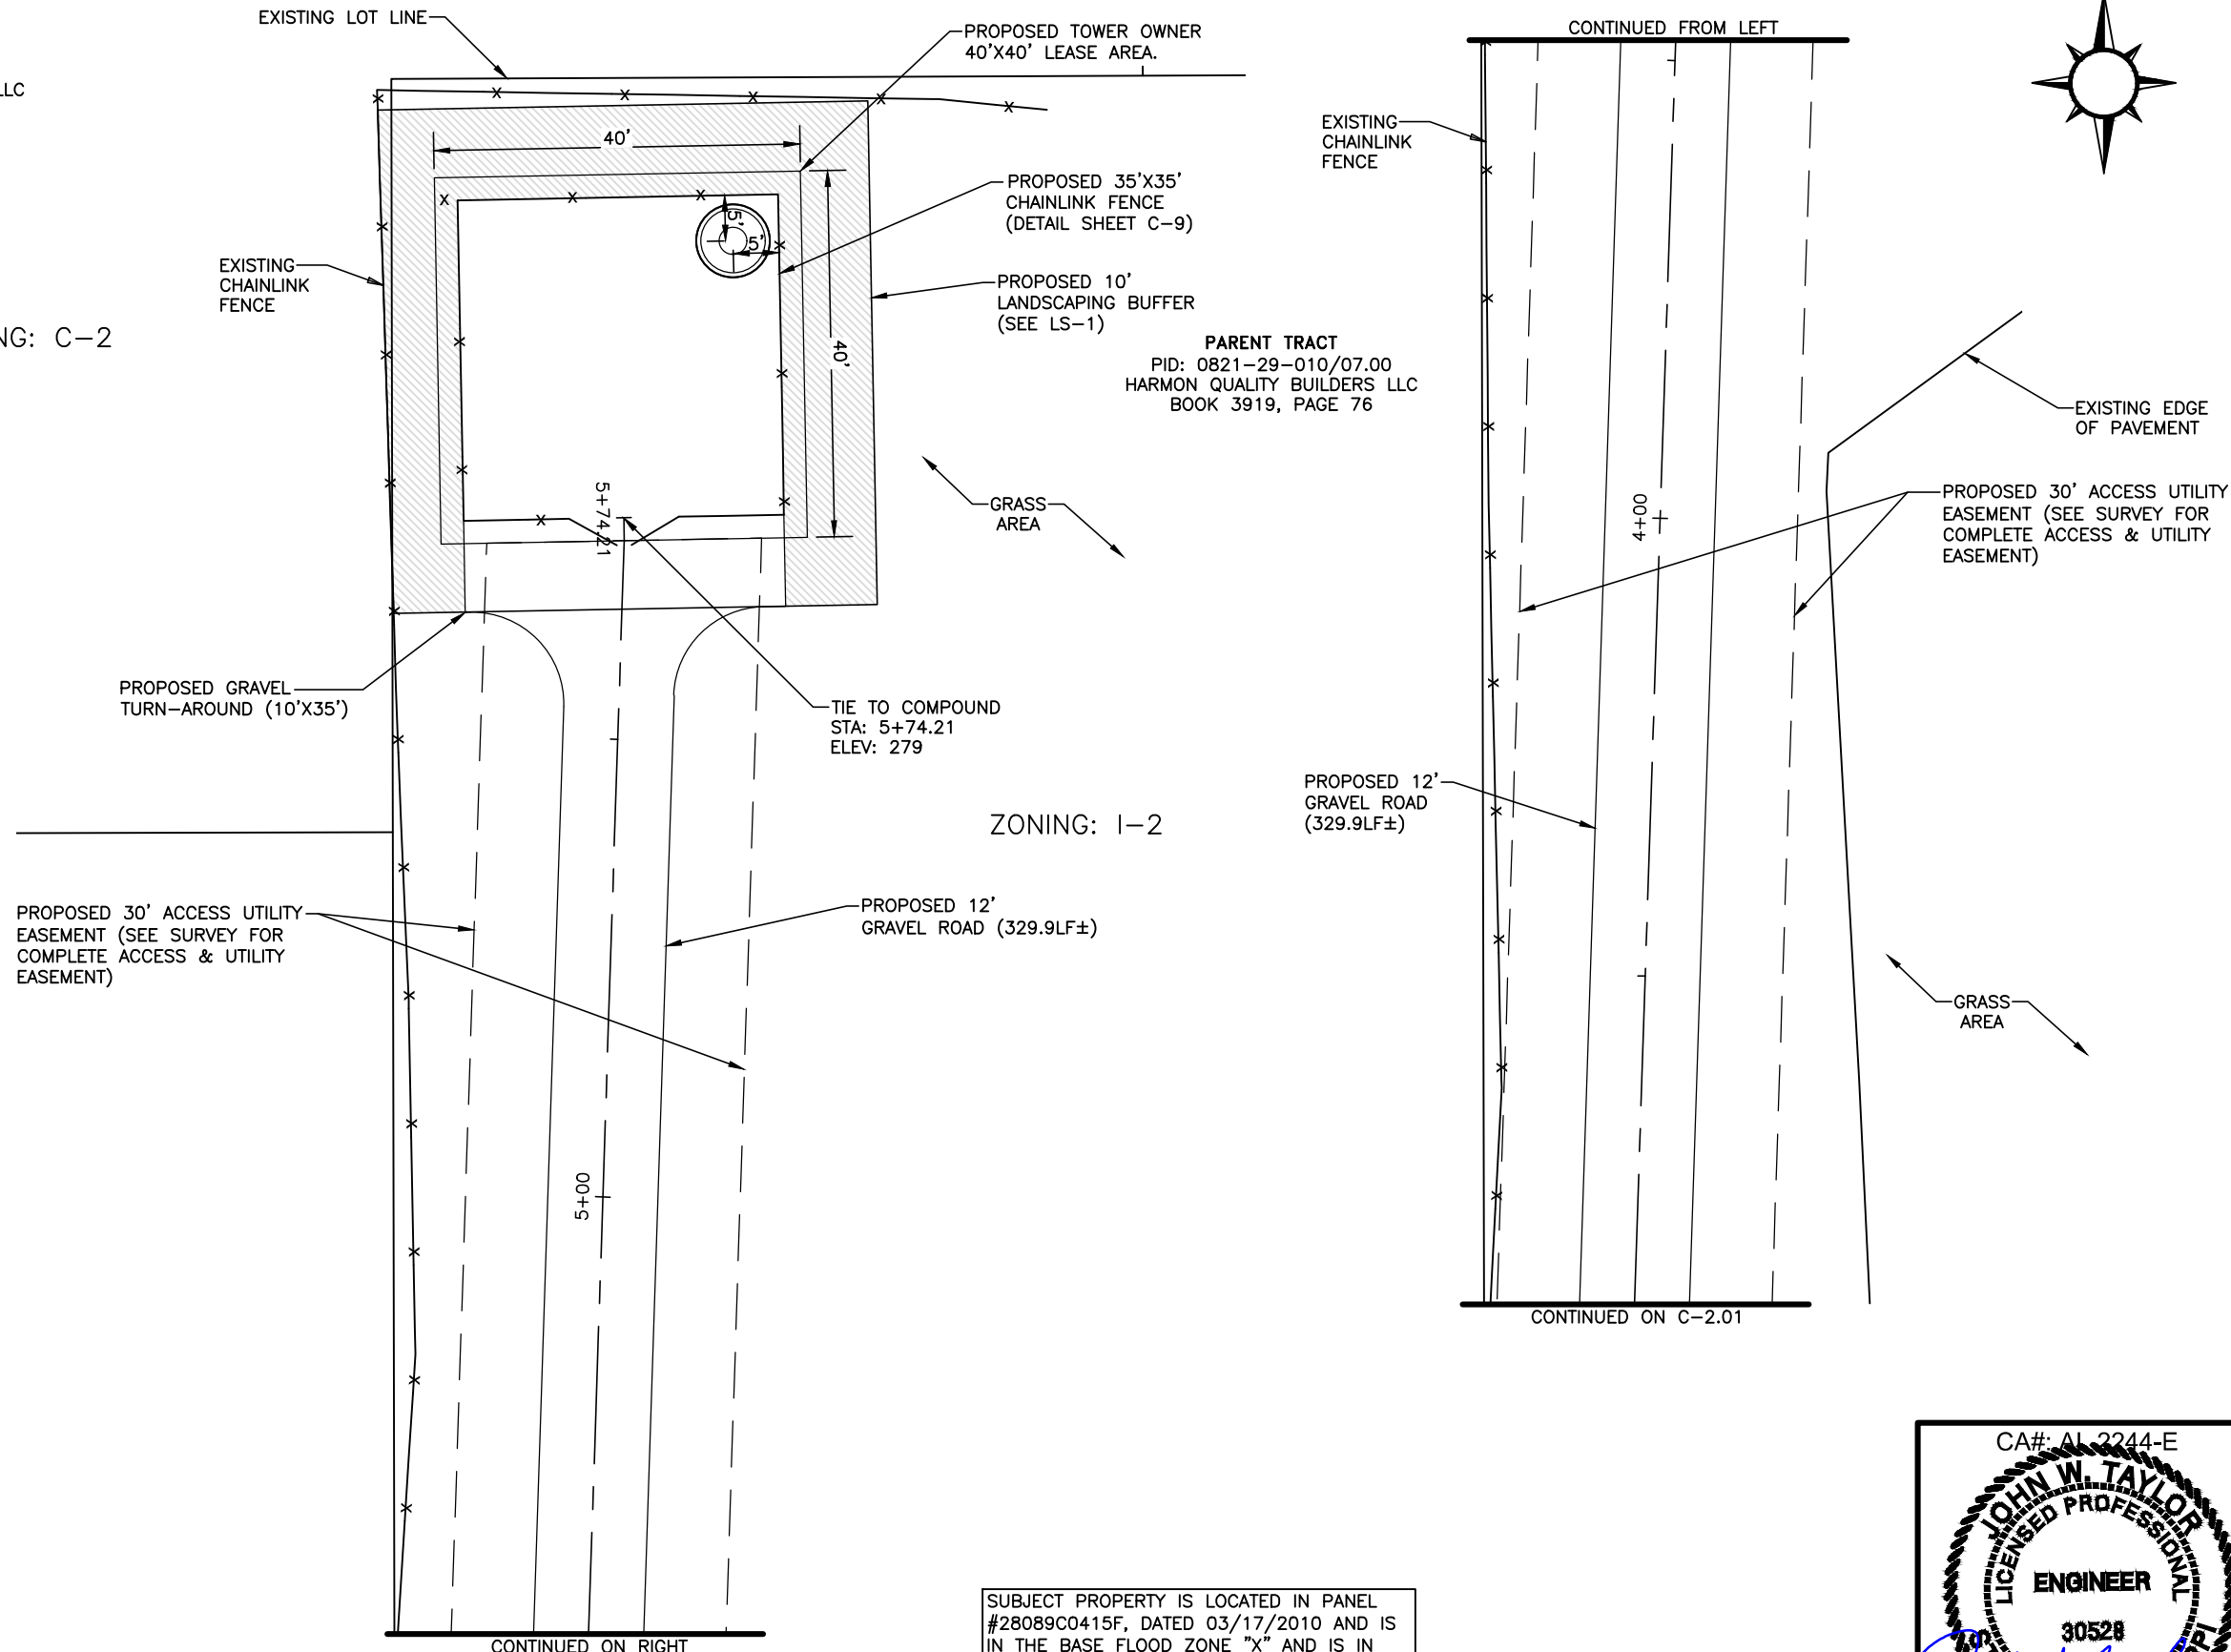 EXISTING LOT LINE
PROPOSED TOWER OWNER
40'X40' LEASE AREA.
LLC
40'
PROPOSED 35'X35'
CHAINLINK FENCE
(DETAIL SHEET C-9)
5'
5'
EXISTING
CHAINLINK
FENCE
PROPOSED 10'
LANDSCAPING BUFFER
(SEE LS-1)
NG: C-2
40'
PARENT TRACT
PID: 0821-29-010/07.00
HARMON QUALITY BUILDERS LLC
BOOK 3919, PAGE 76
GRASS
AREA
5+74.21
PROPOSED GRAVEL
TURN-AROUND (10'X35')
TIE TO COMPOUND
STA: 5+74.21
ELEV: 279
ZONING: I-2
PROPOSED 30' ACCESS UTILITY
EASEMENT (SEE SURVEY FOR
COMPLETE ACCESS & UTILITY
EASEMENT)
PROPOSED 12'
GRAVEL ROAD (329.9LF±)
5+00
CONTINUED ON RIGHT
CONTINUED FROM LEFT
EXISTING
CHAINLINK
FENCE
EXISTING EDGE
OF PAVEMENT
4+00
PROPOSED 30' ACCESS UTILITY
EASEMENT (SEE SURVEY FOR
COMPLETE ACCESS & UTILITY
EASEMENT)
PROPOSED 12'
GRAVEL ROAD
(329.9LF±)
GRASS
AREA
CONTINUED ON C-2.01
SUBJECT PROPERTY IS LOCATED IN PANEL
#28089C0415F, DATED 03/17/2010 AND IS
IN THE BASE FLOOD ZONE "X" AND IS IN
CA#: AL 2244-E
JOHN W. TAYLOR
LICENSED PROFESSIONAL
ENGINEER
30528